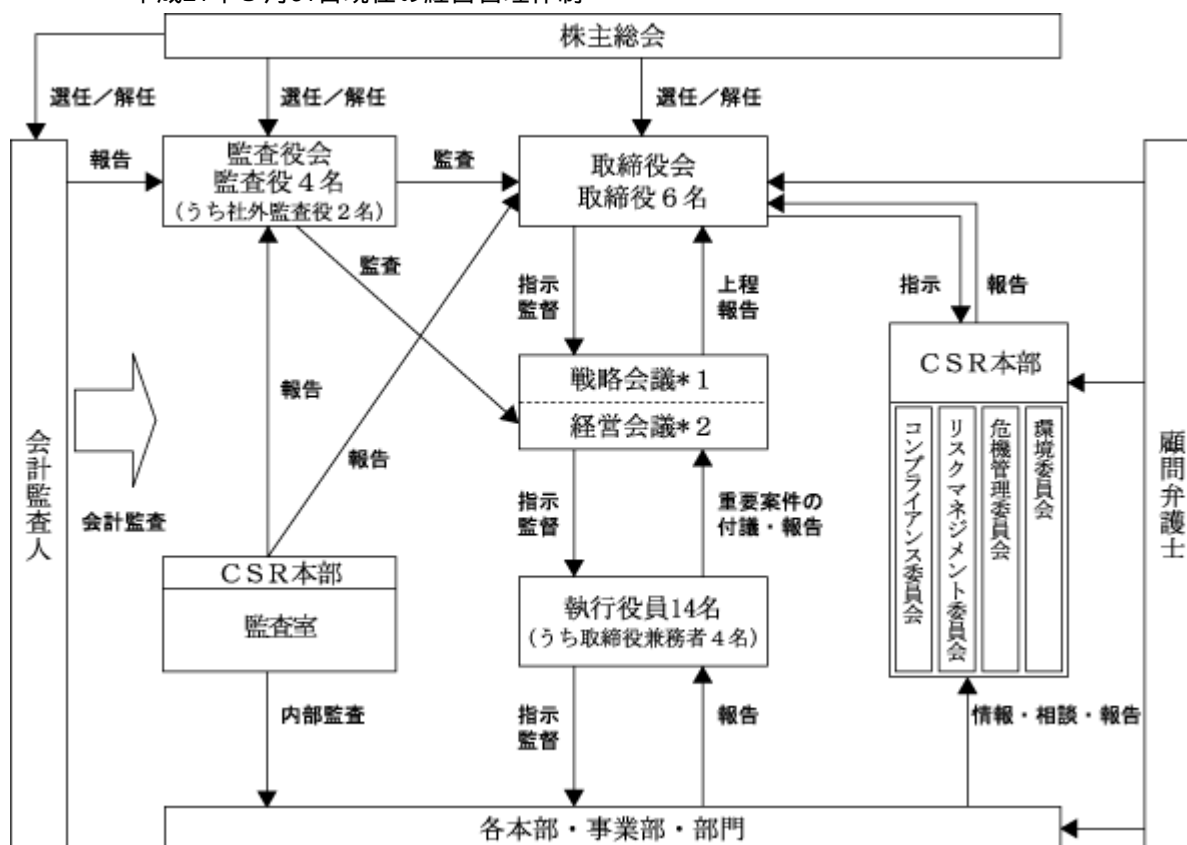 株主総会
選任／解任
選任／解任
選任／解任
報告
監査役会
監査役４名
（うち社外監査役２名）
監査
取締役会
取締役６名
監査
指示
監督
上程
報告
指示
報告
報告
報告
戦略会議*１
経営会議*２
CSR本部
コンプライアンス委員会
リスクマネジメント委員会
危機管理委員会
環境委員会
会計監査人
会計監査
顧問弁護士
指示
監督
重要案件の
付議・報告
CSR本部
監査室
執行役員14名
（うち取締役兼務者４名）
内部監査
指示
監督
報告
情報・相談・報告
各本部・事業部・部門